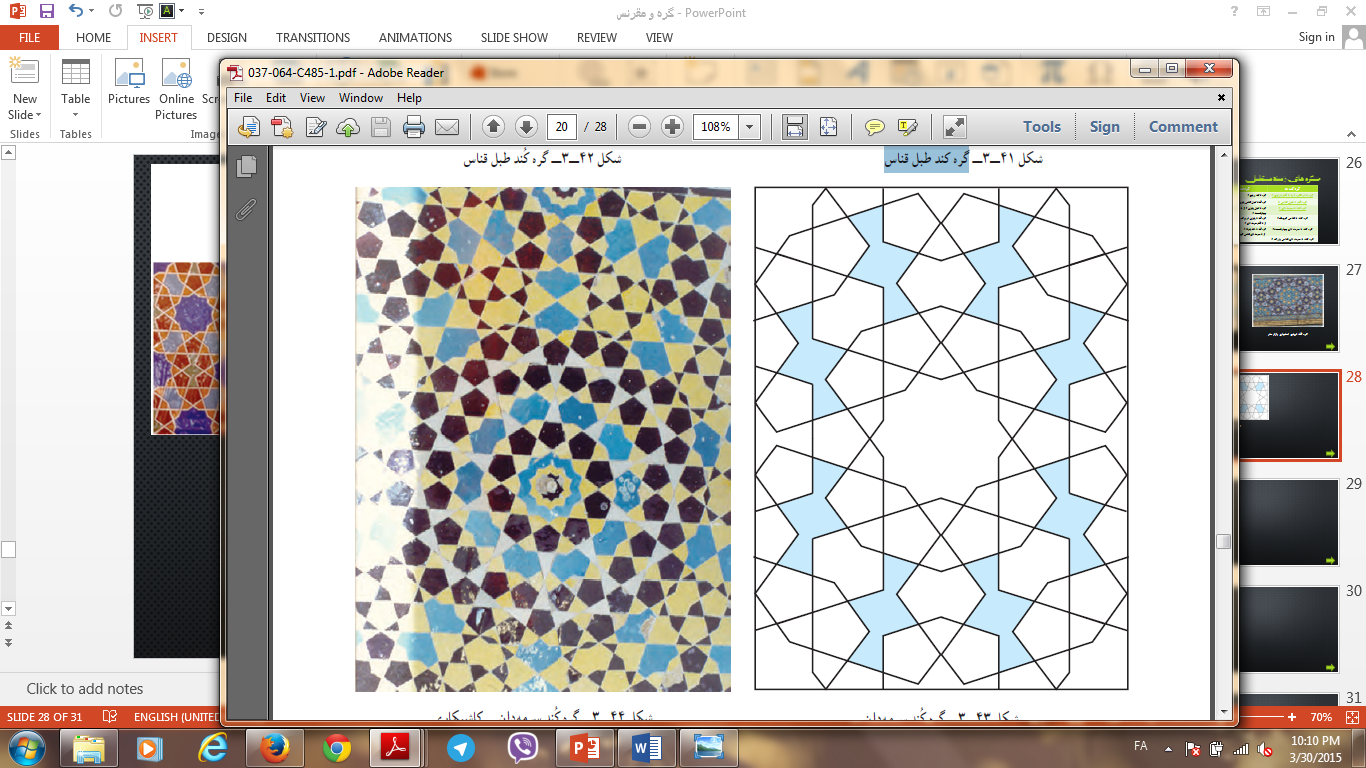 گره و مقرنس - PowerPoint
FILE HOME INSERT DESIGN TRANSITIONS ANIMATIONS SLIDE SHOW REVIEW VIEW
Sign in
New Slide
Table
Pictures
Online Pictures
Scr
Slides
Tables
Image
037-064-C485-1.pdf - Adobe Reader
File Edit View Window Help
20 / 28
108%
Tools Sign Comment
شکل ۴۱ــ۳ــ گره کند طبل قناس
شکل ۴۲ــ۳ــ گره کُند طبل قناس
26
27
28
29
30
31
Click to add notes
SLIDE 28 OF 31
ENGLISH (UNITED
70%
FA
10:10 PM
3/30/2015